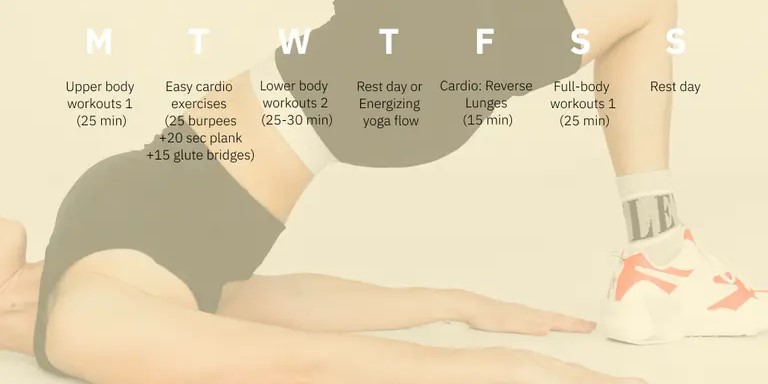 M T W T F S S
Upper body
workouts 1
(25 min)
Easy cardio
exercises
(25 burpees
+20 sec plank
+15 glute bridges)
Lower body
workouts 2
(25-30 min)
Rest day or
Energizing
yoga flow
Cardio: Reverse
Lunges
(15 min)
Full-body
workouts 1
(25 min)
Rest day
LE